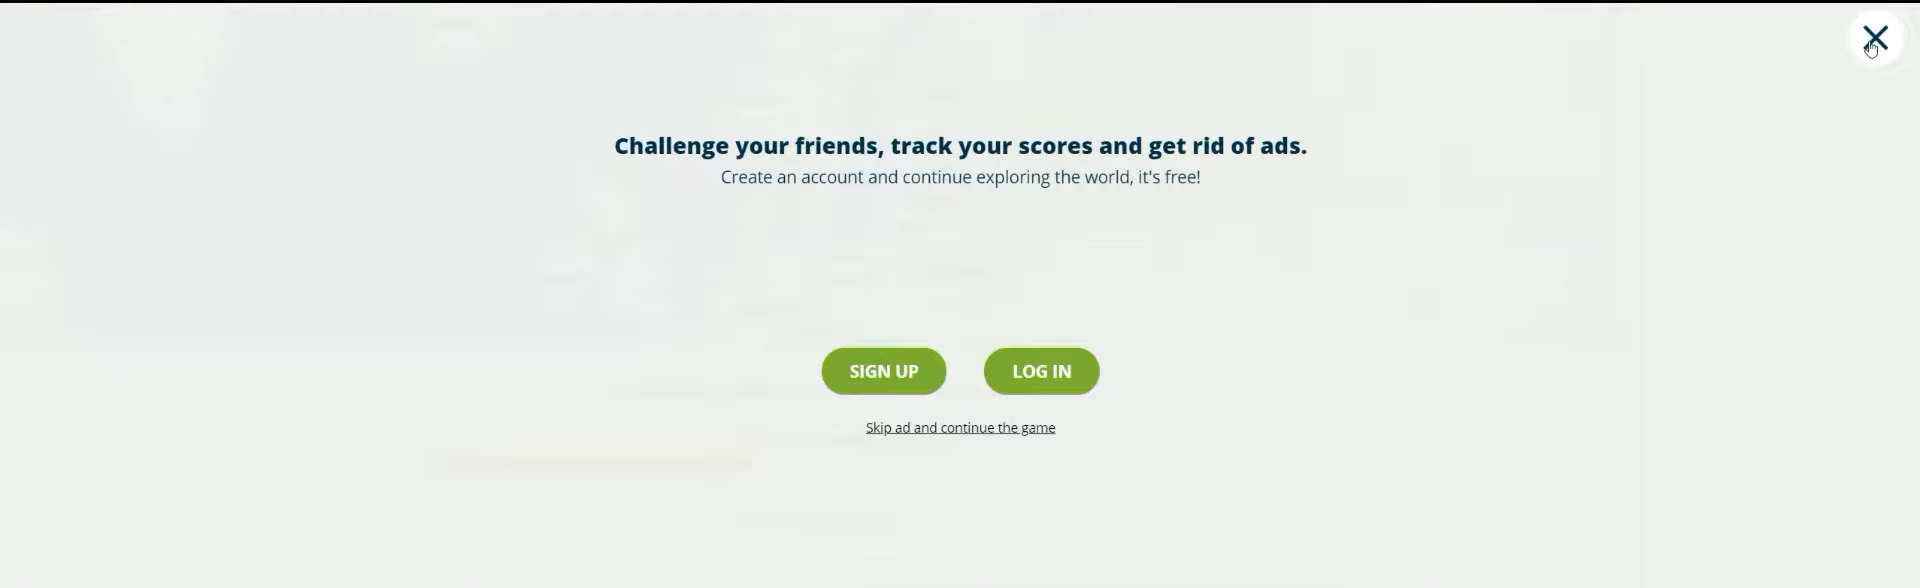 Challenge your friends, track your scores and get rid of ads.
Create an account and continue exploring the world, it's free!
SIGN UP
LOG IN
Skip ad and continue the game